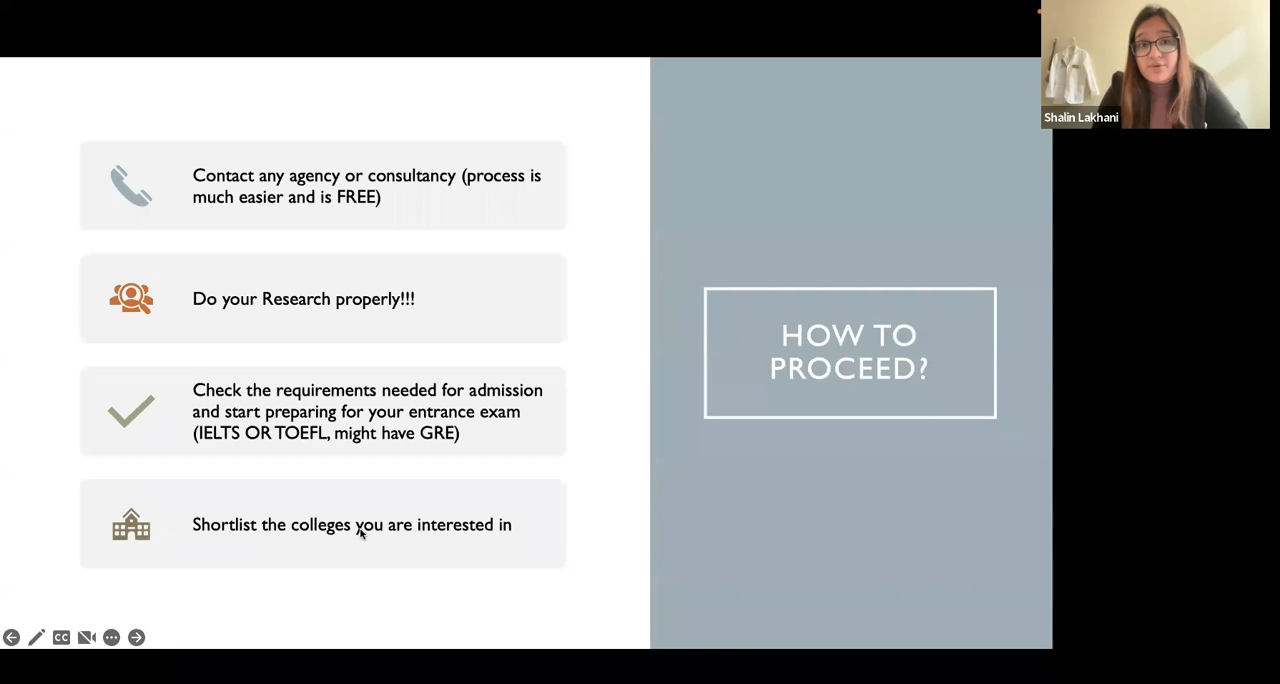 Contact any agency or consultancy (process is
much easier and is FREE)
Do your Research properly!!!
Check the requirements needed for admission
and start preparing for your entrance exam
(IELTS OR TOEFL, might have GRE)
Shortlist the colleges you are interested in
HOW TO
PROCEED?
Shalin Lakhani
CC